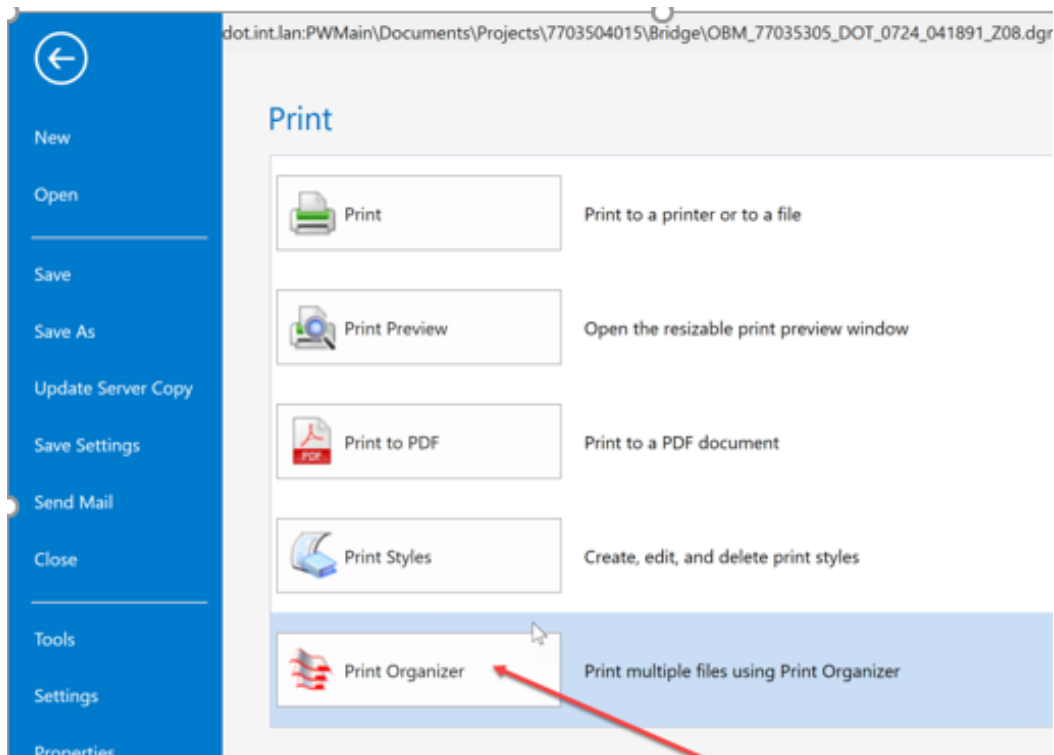 dot.int.lan:PWMain\Documents\Projects\7703504015\Bridge\OBM_77035305_DOT_0724_041891_Z08.dgn
Print
New
Open
Save
Save As
Update Server Copy
Save Settings
Send Mail
Close
Tools
Settings
Properties
Print
Print to a printer or to a file
Print Preview
Open the resizable print preview window
Print to PDF
PDF
Print to a PDF document
Print Styles
Create, edit, and delete print styles
Print Organizer
Print multiple files using Print Organizer